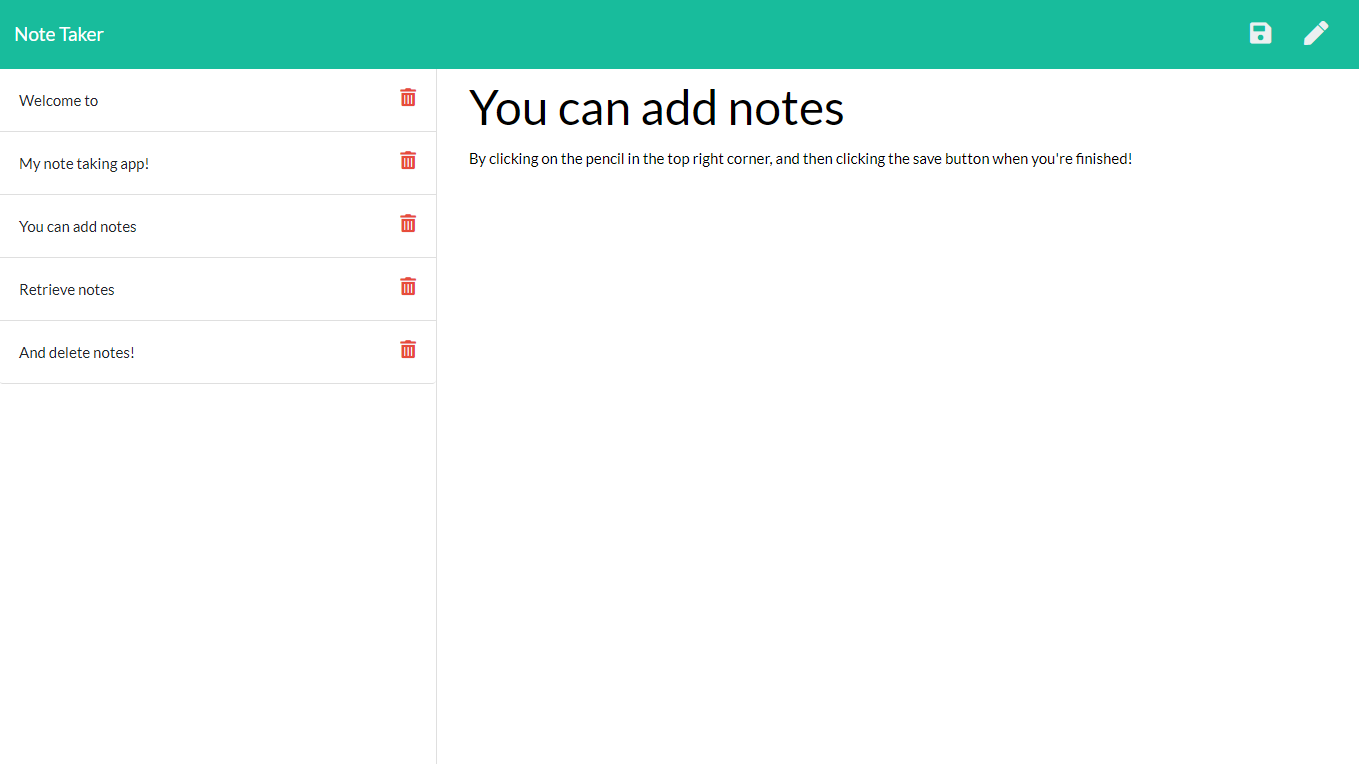 Note Taker
Welcome to
My note taking app!
You can add notes
Retrieve notes
And delete notes!
You can add notes
By clicking on the pencil in the top right corner, and then clicking the save button when you're finished!